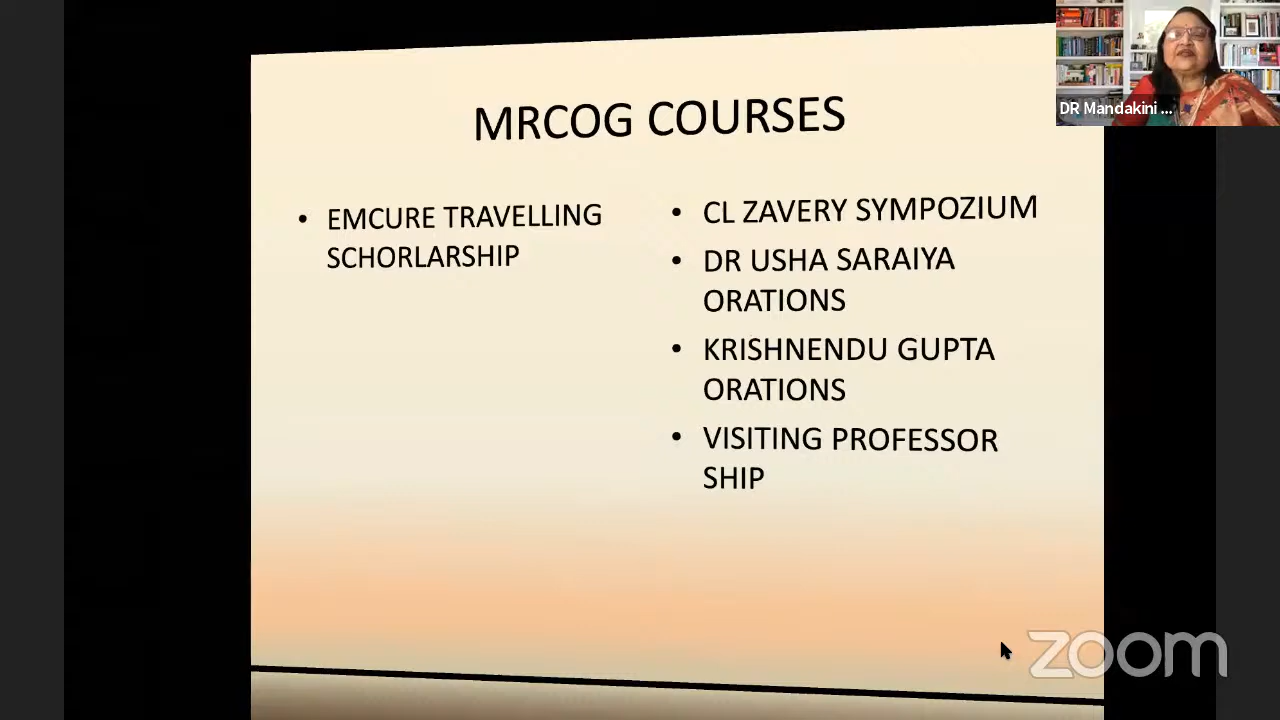 MRCOG COURSES
• EMCURE TRAVELLING
SCHORLARSHIP
• CL ZAVERY SYMPOZIUM
• DR USHA SARAIYA
ORATIONS
• KRISHNENDU GUPTA
ORATIONS
• VISITING PROFESSOR
SHIP
DR Mandakini ...
zoom